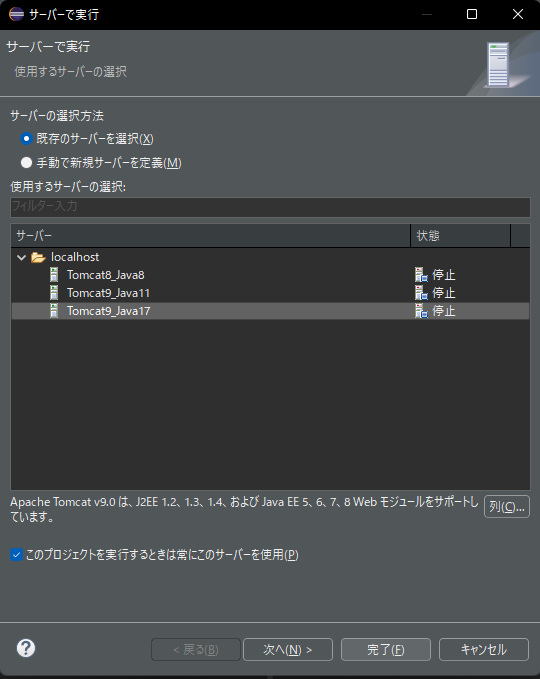 サーバーで実行
サーバーで実行
使用するサーバーの選択
サーバーの選択方法
既存のサーバーを選択(X)
手動で新規サーバーを定義(M)
使用するサーバーの選択:
フィルター入力
サーバー 状態
localhost
Tomcat8_Java8 停止
Tomcat9_Java11 停止
Tomcat9_Java17 停止
Apache Tomcat v9.0 は、J2EE 1.2、1.3、1.4、および Java EE 5、6、7、8 Web モジュールをサポートし
ています。
列(C)...
このプロジェクトを実行するときは常にこのサーバーを使用(P)
? < 戻る(B) 次へ(N) > 完了(F) キャンセル